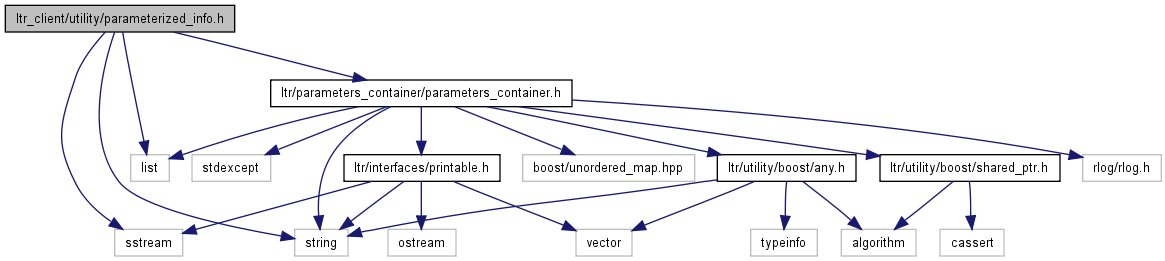 ltr_client/utility/parameterized_info.h
ltr/parameters_container/parameters_container.h
list
stdexcept
ltr/interfaces/printable.h
boost/unordered_map.hpp
ltr/utility/boost/any.h
ltr/utility/boost/shared_ptr.h
rlog/rlog.h
sstream
string
ostream
vector
typeinfo
algorithm
cassert